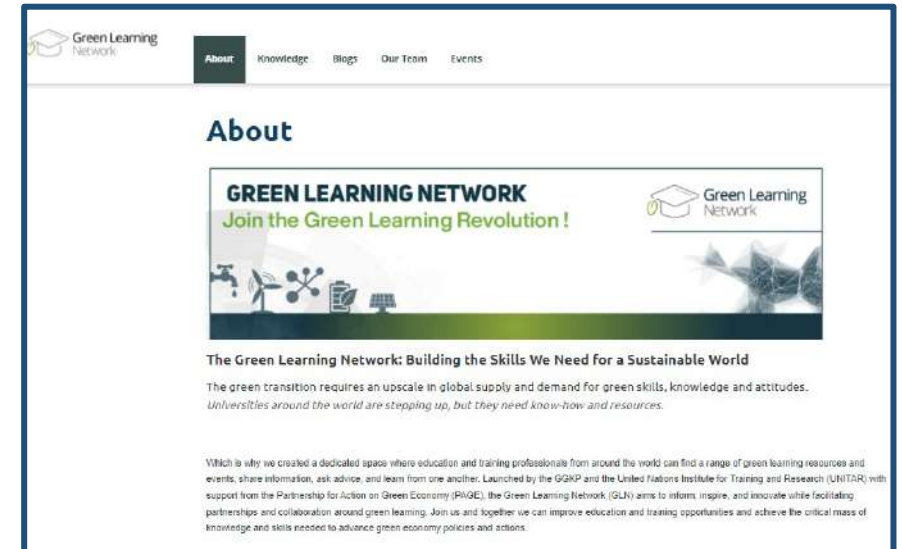 Green Learning
Network
About Knowledge Blogs Our Team Events
About
GREEN LEARNING NETWORK
Join the Green Learning Revolution !
Green Learning
Network
The Green Learning Network: Building the Skills We Need for a Sustainable World
The green transition requires an upscale in global supply and demand for green skills, knowledge and attitudes.
Universities around the world are stepping up, but they need know-how and resources.
Which is why we created a dedicated space where education and training professionals from around the world can find a range of green learning resources and
events, share information, ask advice, and learn from one another. Launched by the GGKP and the United Nations Institute for Training and Research (UNITAR) with
support from the Partnership for Action on Green Economy (PAGE), the Green Learning Network (GLN) aims to inform, inspire, and innovate while facilitating
partnerships and collaboration around green learning. Join us and together we can improve education and training opportunities and achieve the critical mass of
knowledge and skills needed to advance green economy policies and actions.